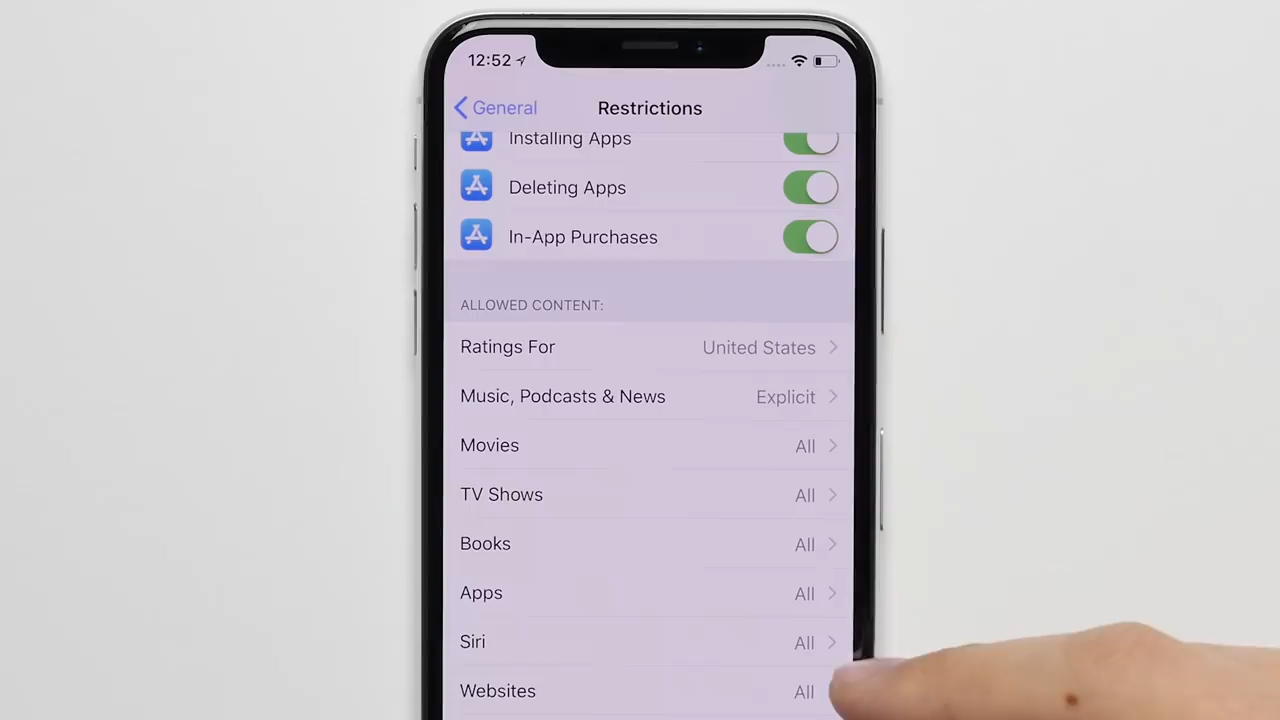 12:52
General Restrictions
Installing Apps
Deleting Apps
In-App Purchases
ALLOWED CONTENT:
Ratings For United States
Music, Podcasts & News Explicit
Movies All
TV Shows All
Books All
Apps All
Siri All
Websites All